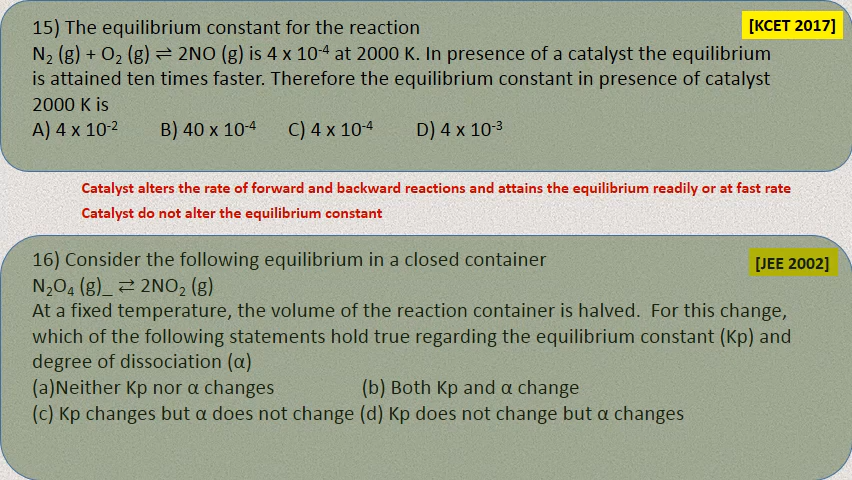 15) The equilibrium constant for the reaction [KCET 2017]
N₂ (g) + O₂ (g) ⇌ 2NO (g) is 4 x 10⁻⁴ at 2000 K. In presence of a catalyst the equilibrium
is attained ten times faster. Therefore the equilibrium constant in presence of catalyst
2000 K is
A) 4 x 10⁻² B) 40 x 10⁻⁴ C) 4 x 10⁻⁴ D) 4 x 10⁻³
Catalyst alters the rate of forward and backward reactions and attains the equilibrium readily or at fast rate
Catalyst do not alter the equilibrium constant
16) Consider the following equilibrium in a closed container [JEE 2002]
N₂O₄ (g)_ ⇄ 2NO₂ (g)
At a fixed temperature, the volume of the reaction container is halved. For this change,
which of the following statements hold true regarding the equilibrium constant (Kp) and
degree of dissociation (α)
(a)Neither Kp nor α changes (b) Both Kp and α change
(c) Kp changes but α does not change (d) Kp does not change but α changes